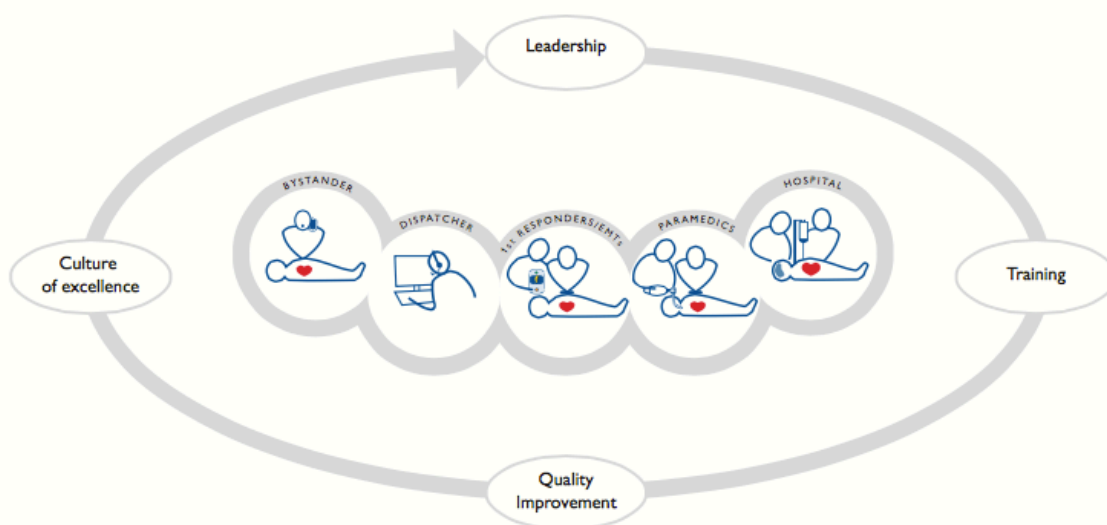 Leadership
BYSTANDER
DISPATCHER
1st RESPONDERS/EMTs
PARAMEDICS
HOSPITAL
Culture
of excellence
Training
Quality
Improvement